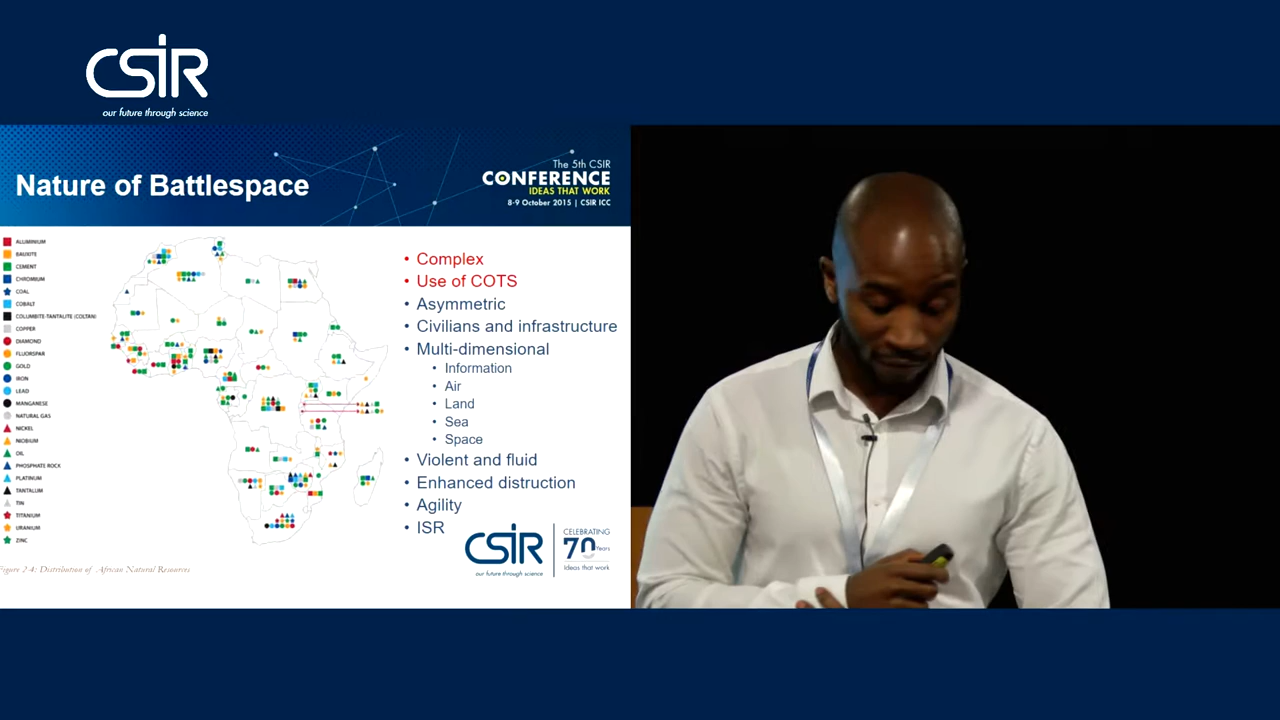 CSIR
our future through science
Nature of Battlespace
The 5th CSIR
CONFERENCE
IDEAS THAT WORK
8-9 October 2015 | CSIR ICC
ALUMINIUM
BAUXITE
CEMENT
CHROMIUM
COAL
COBALT
COLUMBITE-TANTALITE (COLTAN)
COPPER
DIAMOND
FLUORSPAR
GOLD
IRON
LEAD
MANGANESE
NATURAL GAS
NICKEL
NIOBIUM
OIL
PHOSPHATE ROCK
PLATINUM
TANTALUM
TIN
TITANIUM
URANIUM
ZINC
Figure 2-4: Distribution of African Natural Resources
• Complex
• Use of COTS
• Asymmetric
• Civilians and infrastructure
• Multi-dimensional
• Information
• Air
• Land
• Sea
• Space
• Violent and fluid
• Enhanced distruction
• Agility
• ISR
CSIR
our future through science
CELEBRATING
70 Years
Ideas that work